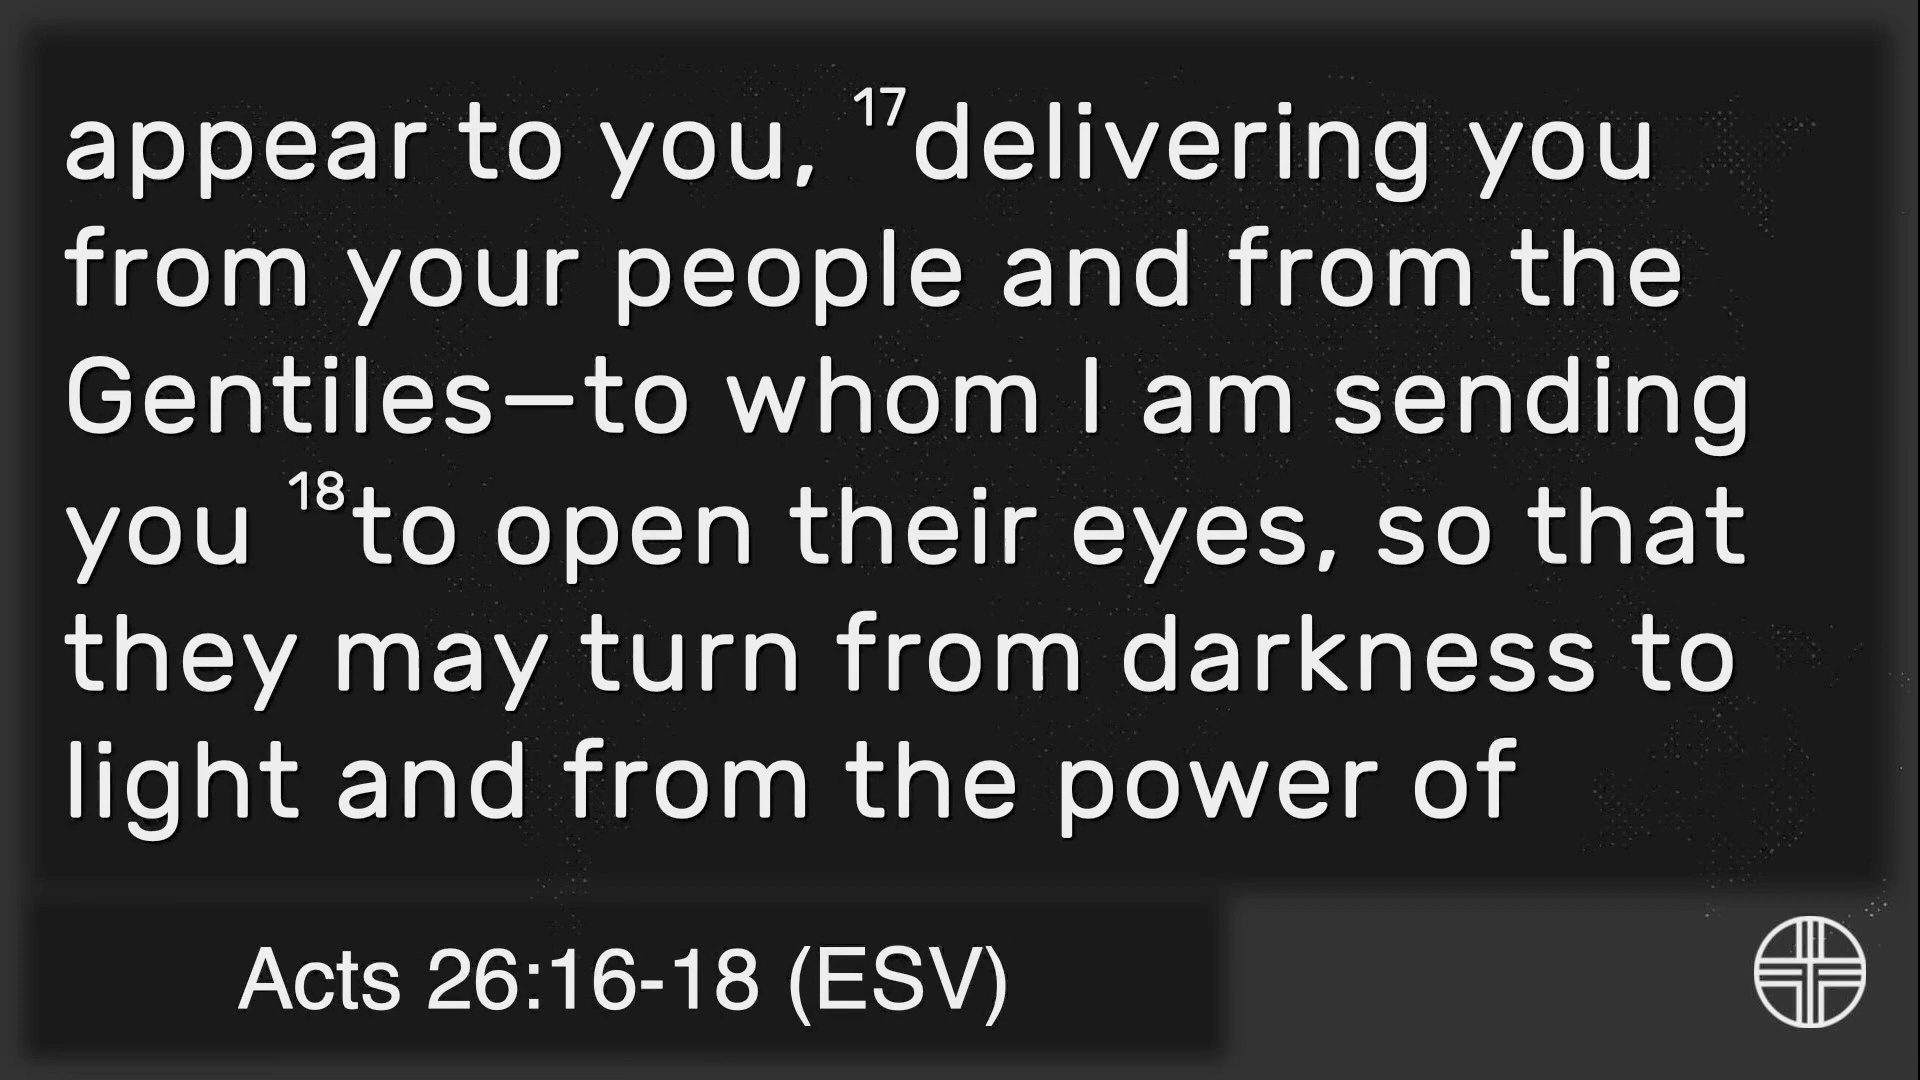 appear to you, ¹⁷delivering you
from your people and from the
Gentiles—to whom I am sending
you ¹⁸to open their eyes, so that
they may turn from darkness to
light and from the power of
Acts 26:16-18 (ESV)